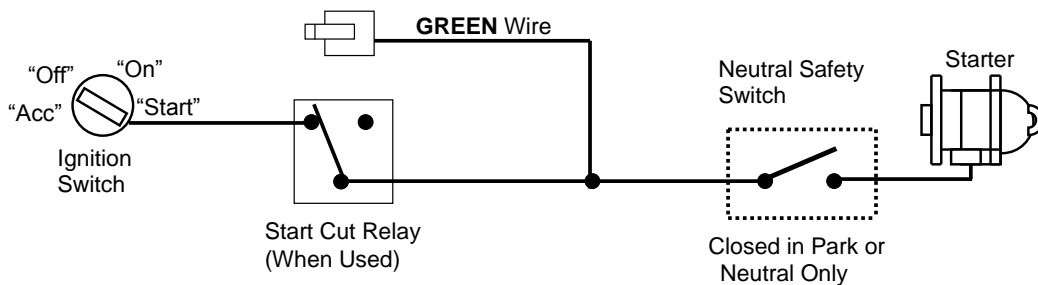 GREEN Wire
“Off”
“On”
“Acc”
“Start”
Ignition
Switch
Start Cut Relay
(When Used)
Neutral Safety
Switch
Closed in Park or
Neutral Only
Starter